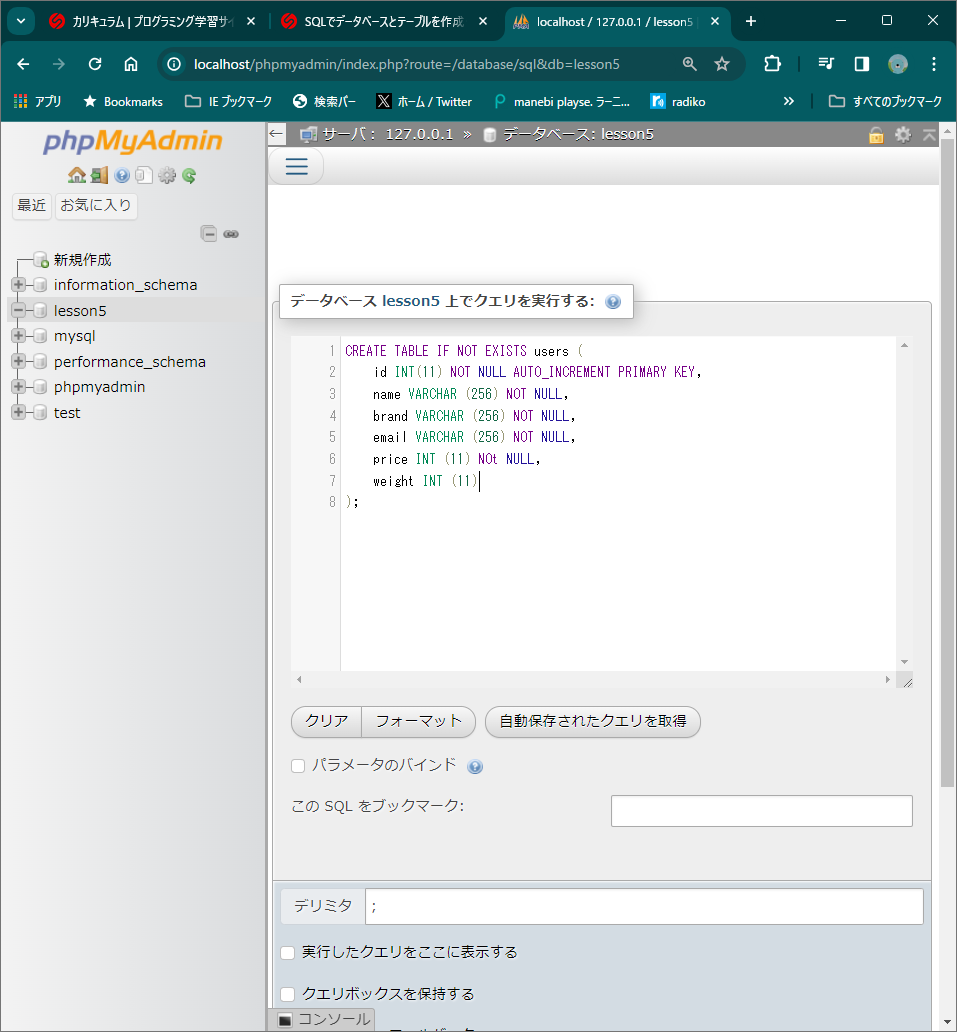 カリキュラム | プログラミング学習サイ
SQLでデータベースとテーブルを作成
localhost / 127.0.0.1 / lesson5
localhost/phpmyadmin/index.php?route=/database/sql&db=lesson5
アプリ
Bookmarks
IE ブックマーク
検索バー
ホーム / Twitter
manebi playse. ラーニ...
radiko
»
すべてのブックマーク
phpMyAdmin
最近
お気に入り
新規作成
information_schema
lesson5
mysql
performance_schema
phpmyadmin
test
サーバ: 127.0.0.1 » データベース: lesson5
データベース lesson5 上でクエリを実行する:
1 CREATE TABLE IF NOT EXISTS users (
2 id INT(11) NOT NULL AUTO_INCREMENT PRIMARY KEY,
3 name VARCHAR (256) NOT NULL,
4 brand VARCHAR (256) NOT NULL,
5 email VARCHAR (256) NOT NULL,
6 price INT (11) NOt NULL,
7 weight INT (11)
8 );
クリア
フォーマット
自動保存されたクエリを取得
パラメータのバインド
この SQL をブックマーク:
デリミタ
;
実行したクエリをここに表示する
クエリボックスを保持する
コンソール